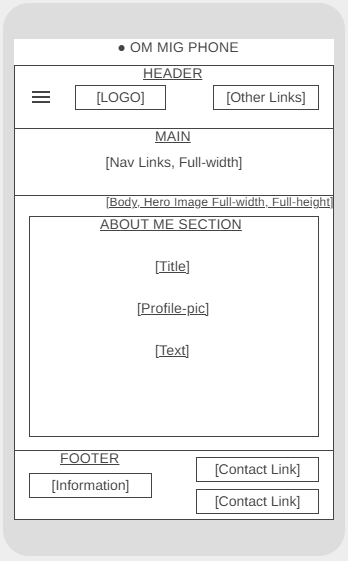 ● OM MIG PHONE
HEADER
[LOGO]
[Other Links]
MAIN
[Nav Links, Full-width]
[Body, Hero Image Full-width, Full-height]
ABOUT ME SECTION
[Title]
[Profile-pic]
[Text]
FOOTER
[Information]
[Contact Link]
[Contact Link]